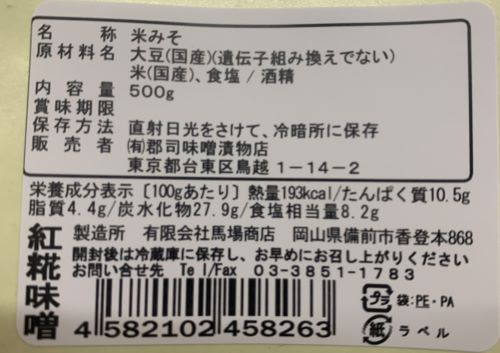 名 称 米みそ
原材料名 大豆(国産)(遺伝子組み換えでない)
米(国産)、食塩 / 酒精
内 容 量 500g
賞味期限
保存方法 直射日光をさけて、冷暗所に保存
販 売 者 ㈲郡司味噌漬物店
東京都台東区鳥越 1-14-2
栄養成分表示〔100gあたり〕熱量193kcal/たんぱく質10.5g
脂質4.4g/炭水化物27.9g/食塩相当量8.2g
紅糀味噌
製造所 有限会社馬場商店 岡山県備前市香登本868
開封後は冷蔵庫に保存し、お早めにお召し上がりください
お問い合せ先 Tel/Fax 03-3851-1783
4 582102 458263
プラ 袋:PE・PA
紙 ラベル